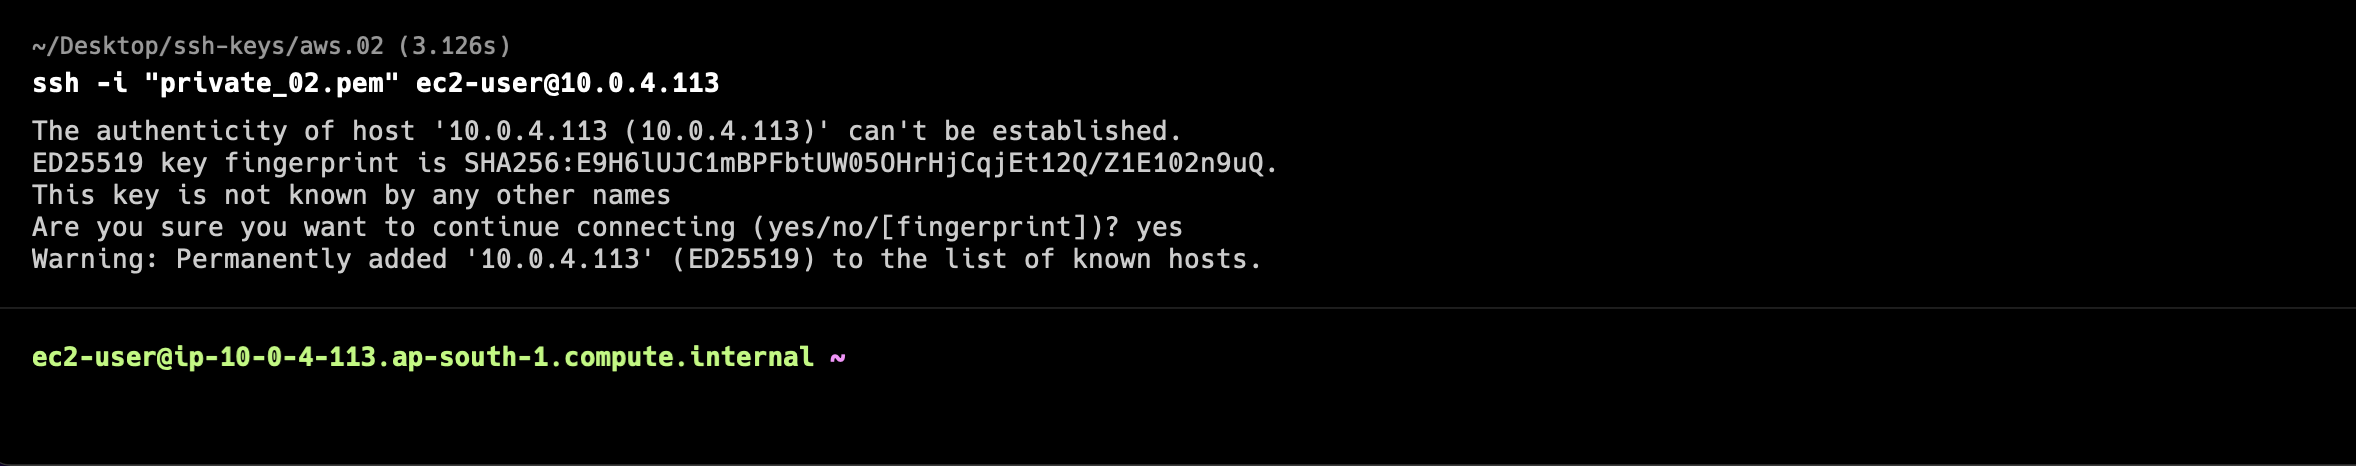 ~/Desktop/ssh-keys/aws.02 (3.126s)
ssh -i "private_02.pem" ec2-user@10.0.4.113
The authenticity of host '10.0.4.113 (10.0.4.113)' can't be established.
ED25519 key fingerprint is SHA256:E9H6lUJC1mBPFbtUW05OHrHjCqjEt12Q/Z1E102n9uQ.
This key is not known by any other names
Are you sure you want to continue connecting (yes/no/[fingerprint])? yes
Warning: Permanently added '10.0.4.113' (ED25519) to the list of known hosts.
ec2-user@ip-10-0-4-113.ap-south-1.compute.internal ~